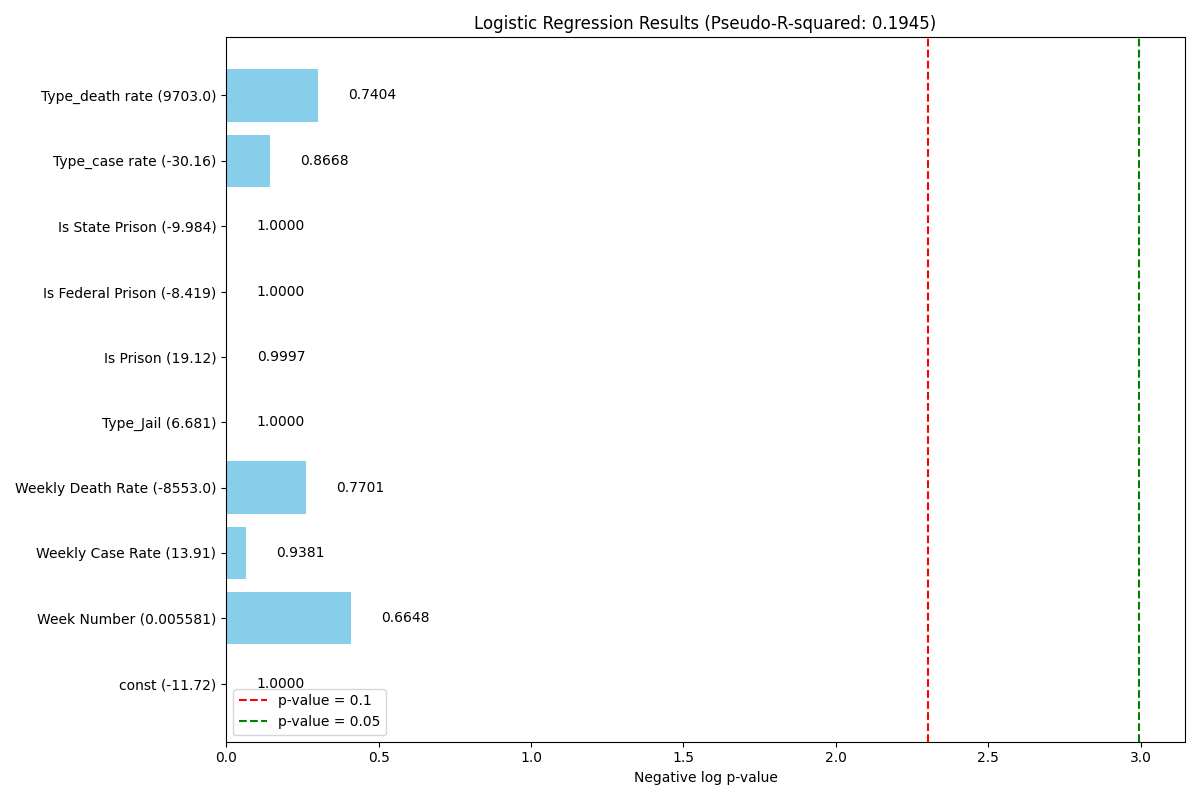 Logistic Regression Results (Pseudo-R-squared: 0.1945)
Type_death rate (9703.0) 0.7404
Type_case rate (-30.16) 0.8668
Is State Prison (-9.984) 1.0000
Is Federal Prison (-8.419) 1.0000
Is Prison (19.12) 0.9997
Type_Jail (6.681) 1.0000
Weekly Death Rate (-8553.0) 0.7701
Weekly Case Rate (13.91) 0.9381
Week Number (0.005581) 0.6648
const (-11.72) 1.0000
p-value = 0.1
p-value = 0.05
0.0 0.5 1.0 1.5 2.0 2.5 3.0
Negative log p-value